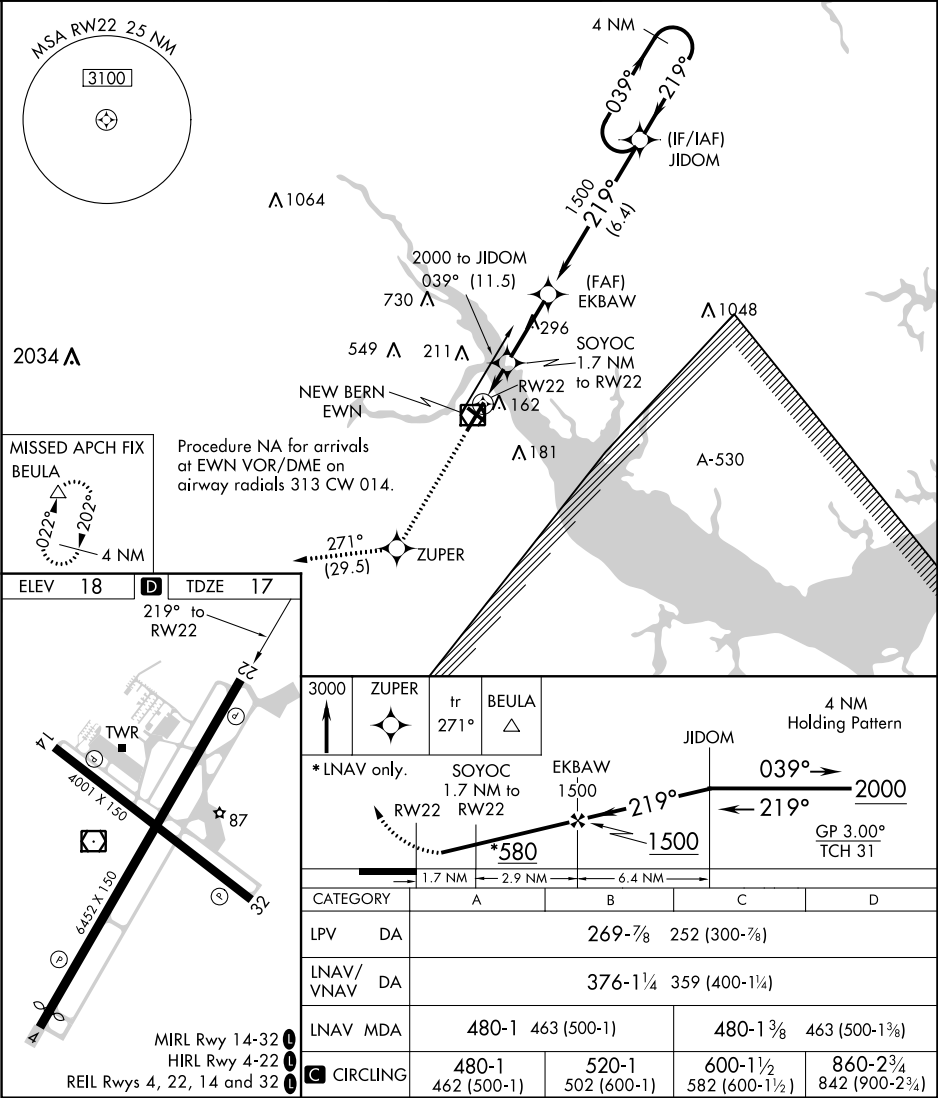 MSA RW22 25 NM
3100
4 NM
039°
219°
(IF/IAF)
JIDOM
1500
219°
(6.4)
1064
2000 to JIDOM
039° (11.5)
(FAF)
EKBAW
730
296
1048
2034
549
211
SOYOC
1.7 NM
to RW22
NEW BERN
EWN
RW22
162
181
A-530
MISSED APCH FIX
BEULA
022°
202°
4 NM
Procedure NA for arrivals
at EWN VOR/DME on
airway radials 313 CW 014.
271°
(29.5)
ZUPER
ELEV 18 D TDZE 17
219° to
RW22
22
14
TWR
P
P
4001 X 150
87
6452 X 150
P
32
P
4
MIRL Rwy 14-32 L
HIRL Rwy 4-22 L
REIL Rwys 4, 22, 14 and 32 L
3000 ZUPER tr 271° BEULA
4 NM
Holding Pattern
JIDOM
* LNAV only.
SOYOC
1.7 NM to
RW22
EKBAW
1500
RW22
039°
219°
2000
219°
1500
*580
GP 3.00°
TCH 31
1.7 NM 2.9 NM 6.4 NM
CATEGORY A B C D
LPV DA 269-⅞ 252 (300-⅞)
LNAV/
VNAV DA 376-1¼ 359 (400-1¼)
LNAV MDA 480-1 463 (500-1) 480-1⅜ 463 (500-1⅜)
C CIRCLING 480-1 520-1 600-1½ 860-2¾
462 (500-1) 502 (600-1) 582 (600-1½) 842 (900-2¾)